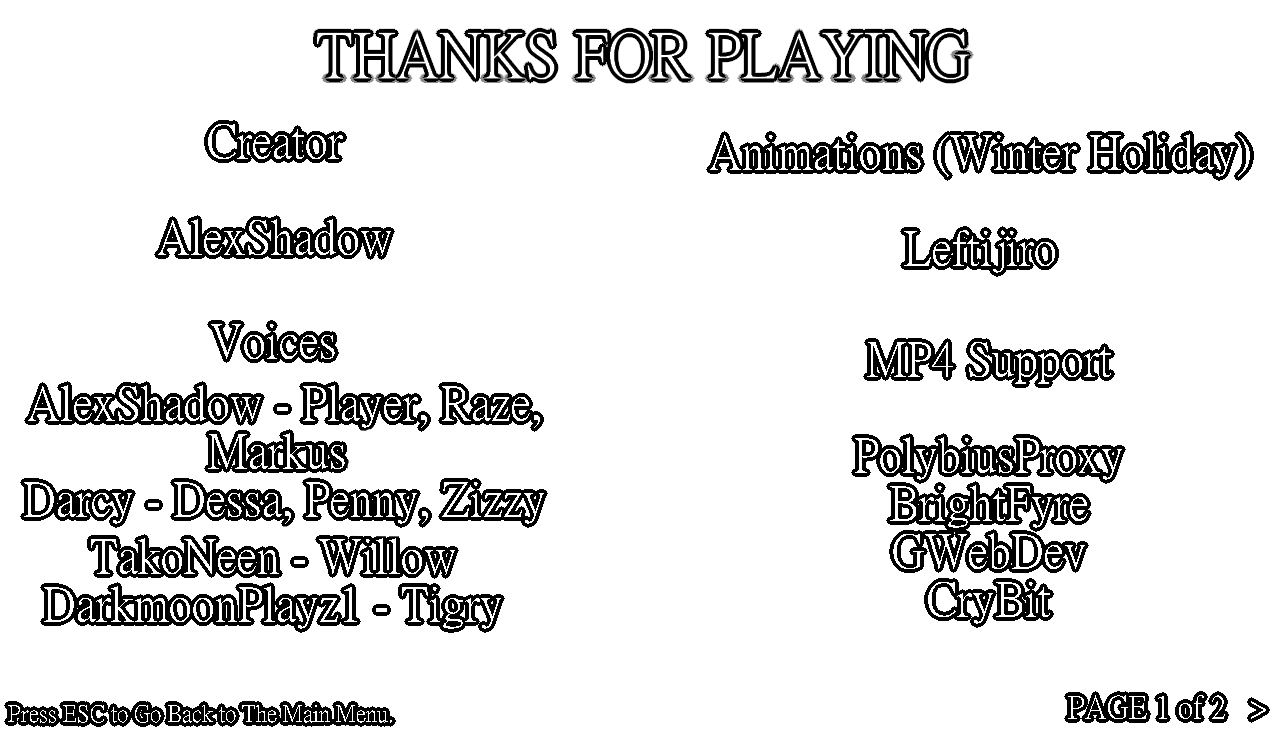 THANKS FOR PLAYING
Creator
AlexShadow
Voices
AlexShadow - Player, Raze,
Markus
Darcy - Dessa, Penny, Zizzy
TakoNeen - Willow
DarkmoonPlayz1 - Tigry
Animations (Winter Holiday)
Leftijiro
MP4 Support
PolybiusProxy
BrightFyre
GWebDev
CryBit
Press ESC to Go Back to The Main Menu.
PAGE 1 of 2 >